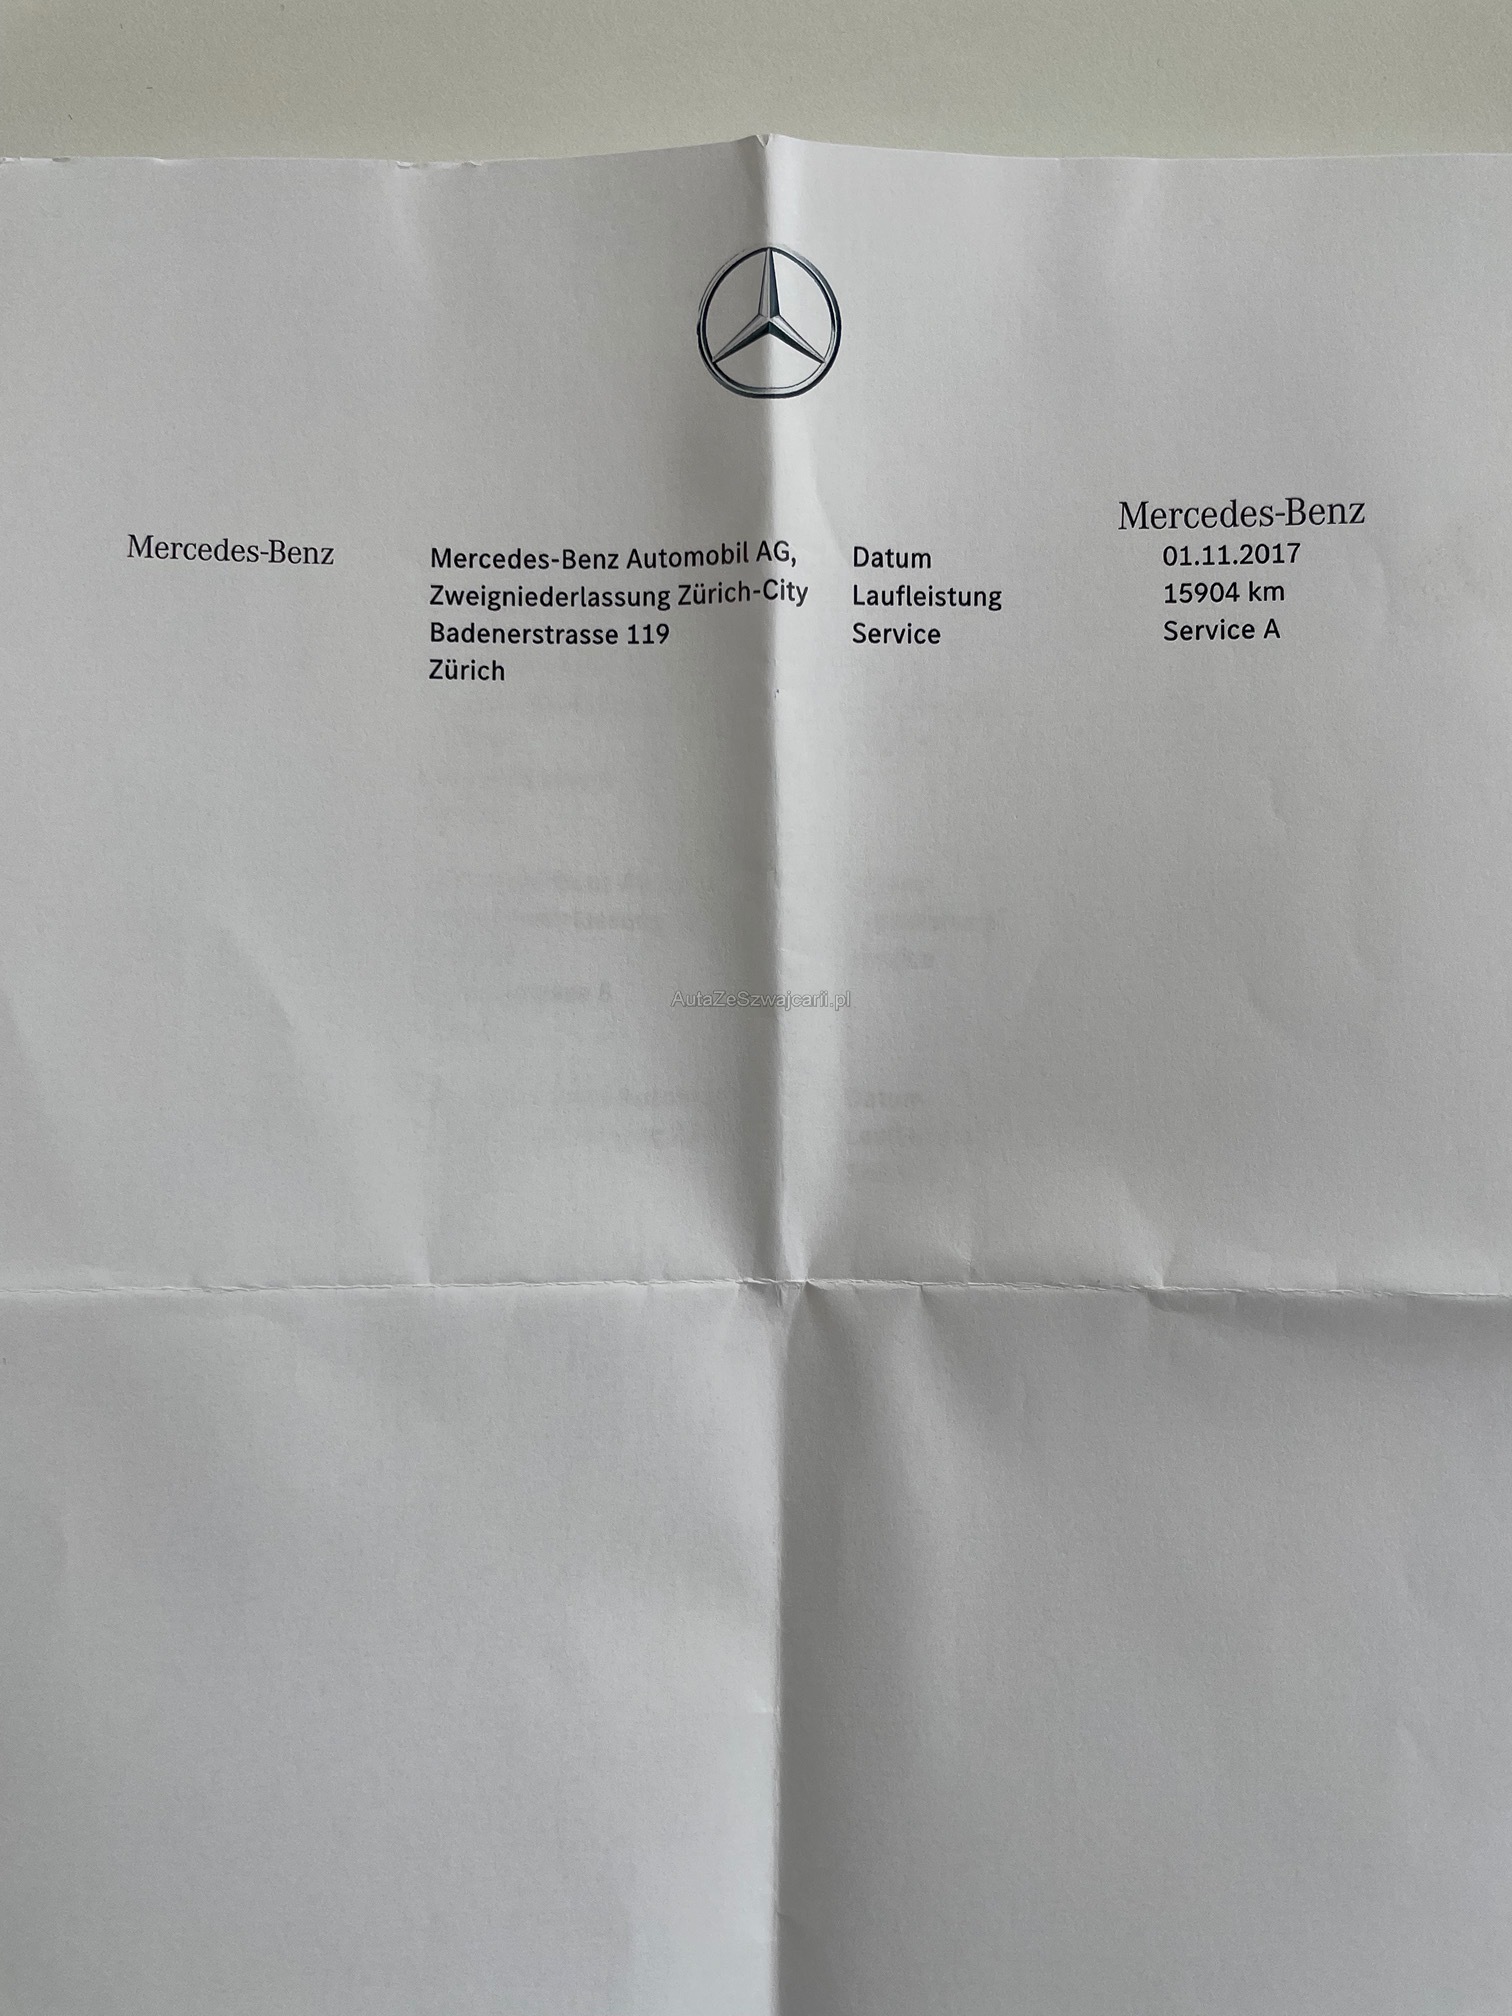 Mercedes-Benz
Mercedes-Benz
Mercedes-Benz Automobil AG,
Zweigniederlassung Zürich-City
Badenerstrasse 119
Zürich
Datum 01.11.2017
Laufleistung 15904 km
Service Service A
AutaZeSzwajcarii.pl